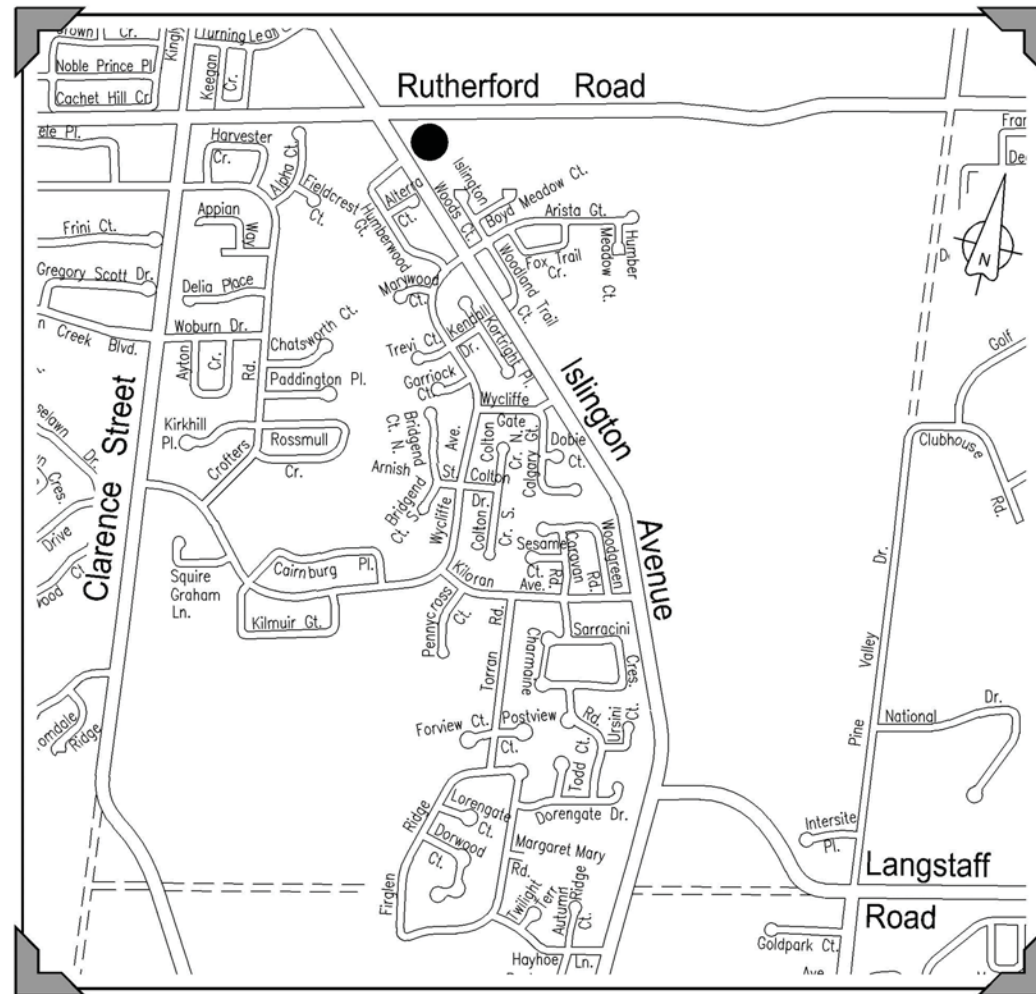 Cr.
Turning Leaf
Noble Prince Pl
Cachet Hill Cr.
Keegan
Cr.
Rutherford Road
Pl.
Harvester
Cr.
Alpha Ct.
Fieldcrest
Ct.
Frini Ct.
Appian
Way
Gregory Scott Dr.
Delia Place
Creek Blvd.
Woburn Dr.
Ayton
Cr.
Rd.
Chatsworth Ct.
Paddington Pl.
Kirkhill
Pl.
Rossmull
Cr.
Crofters
Clarence Street
Dr.
Cres.
Drive
Ct.
Squire
Graham
Ln.
Cairnburg Pl.
Kilmuir Gt.
Ridge
Alterra
Ct.
Humberwood
Gt.
Marywood
Ct.
Islington
Woods Ct.
Boyd Meadow Ct.
Arista Gt.
Humber
Meadow Ct.
Fox Trail
Cr.
Woodland Trail
Ct.
Kendall
Dr.
Kartright Pl.
Trevi Ct.
Garriock
Ct.
Wycliffe
Gate
Ave.
Bridgend
Ct. N.
Arnish
St.
Bridgend
Ct. S.
Wycliffe
Colton
Cr. N.
Colton
Dr.
Colton
Cr. S.
Calgary Gt.
Dobie
Ct.
Islington
Avenue
Sesame
Ct.
Caravan
Rd.
Woodgreen
Rd.
Kiloran
Ave.
Pennycross
Ct.
Torran
Rd.
Sarracini
Cres.
Charmaine
Rd.
Ursini
Ct.
Forview Ct.
Postview
Ct.
Todd Ct.
Dorengate Dr.
Lorengate
Ct.
Dorwood
Ct.
Firglen
Ridge
Margaret Mary
Rd.
Twilight
Terr.
Autumn
Ridge
Ct.
Hayhoe
Ln.
N
Golf
Clubhouse
Rd.
Pine Valley Dr.
National Dr.
Intersite
Pl.
Langstaff
Road
Goldpark Ct.
Ave.